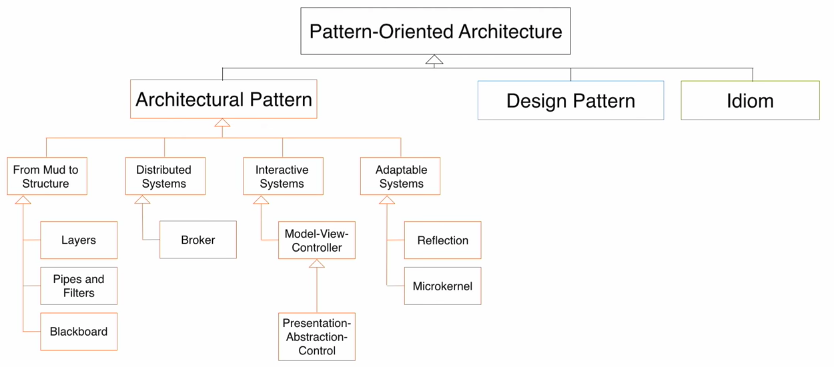 Pattern-Oriented Architecture
Architectural Pattern
Design Pattern
Idiom
From Mud to
Structure
Distributed
Systems
Interactive
Systems
Adaptable
Systems
Layers
Broker
Model-View-
Controller
Reflection
Pipes and
Filters
Microkernel
Blackboard
Presentation-
Abstraction-
Control